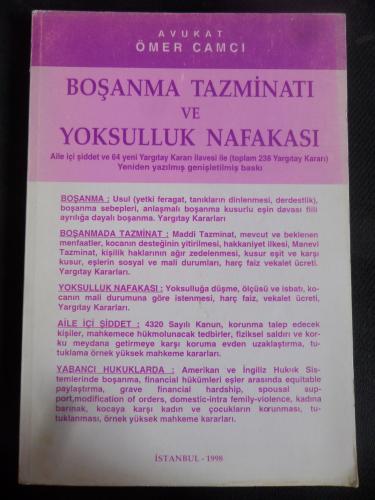 AVUKAT
ÖMER CAMCI
BOŞANMA TAZMİNATI
VE
YOKSULLUK NAFAKASI
Aile içi şiddet ve 64 yeni Yargıtay Kararı ilavesi ile (toplam 238 Yargıtay Kararı)
Yeniden yazılmış genişletilmiş baskı
BOŞANMA : Usul (yetki feragat, tanıkların dinlenmesi, derdestlik),
boşanma sebepleri, anlaşmalı boşanma kusurlu eşin davası fiili
ayrılığa dayalı boşanma. Yargıtay Kararları
BOŞANMADA TAZMİNAT : Maddi Tazminat, mevcut ve beklenen
menfaatler, kocanın desteğinin yitirilmesi, hakkaniyet ilkesi, Manevi
Tazminat, kişilik haklarının ağır zedelenmesi, kusur eşit ve karşı
kusur, eşlerin sosyal ve mali durumları, harç faiz vekalet ücreti.
Yargıtay Kararları.
YOKSULLUK NAFAKASI : Yoksulluğa düşme, ölçüsü ve isbatı, ko-
canın mali durumuna göre istenmesi, harç, faiz, vekalet ücreti,
Yargıtay Kararları.
AİLE İÇİ ŞİDDET : 4320 Sayılı Kanun, korunma talep edecek
kişiler, mahkemece hükmolunacak tedbirler, fiziksel saldırı ve kor-
ku meydana getirmeye karşı koruma evden uzaklaştırma, tu-
tuklama örnek yüksek mahkeme kararları.
YABANCI HUKUKLARDA : Amerikan ve İngiliz Hukuk Sis-
temlerinde boşanma, financial hükümleri eşler arasında equitable
paylaştırma, grave financial hardship, spousal sup-
port,modification of orders, domestic-intra femily-violence, kadına
barınak, kocaya karşı kadın ve çocukların korunması, tu-
tuklanması, örnek yüksek mahkeme kararları.
İSTANBUL - 1998